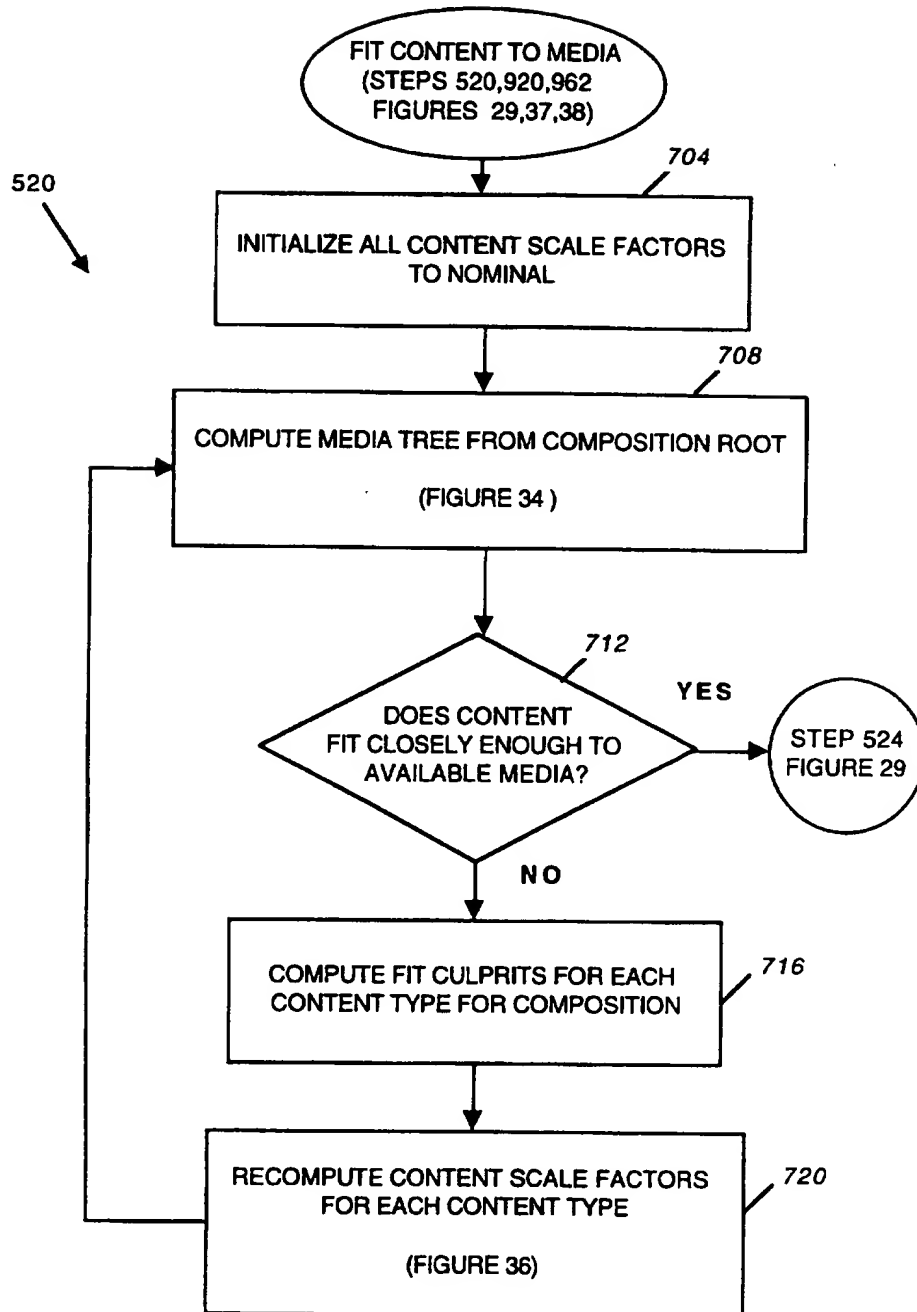 FIT CONTENT TO MEDIA
(STEPS 520,920,962
FIGURES 29,37,38)
520
704
INITIALIZE ALL CONTENT SCALE FACTORS
TO NOMINAL
708
COMPUTE MEDIA TREE FROM COMPOSITION ROOT
(FIGURE 34 )
712
DOES CONTENT
FIT CLOSELY ENOUGH TO
AVAILABLE MEDIA?
YES
STEP 524
FIGURE 29
NO
COMPUTE FIT CULPRITS FOR EACH
CONTENT TYPE FOR COMPOSITION
716
RECOMPUTE CONTENT SCALE FACTORS
FOR EACH CONTENT TYPE
(FIGURE 36)
720